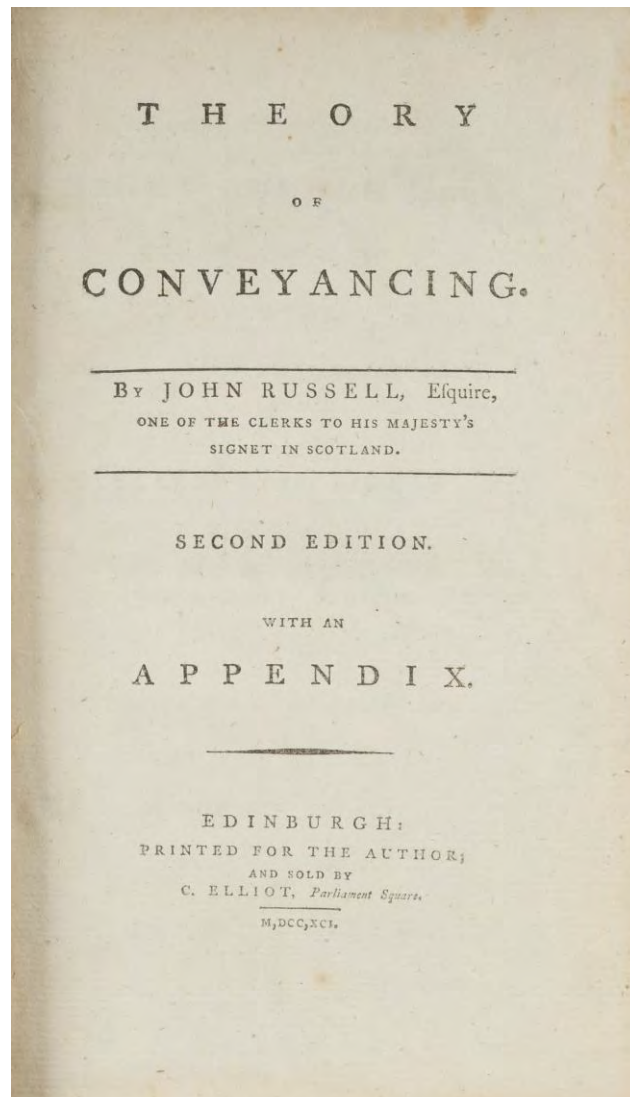 THEORY
OF
CONVEYANCING.
BY JOHN RUSSELL, Eſquire,
ONE OF THE CLERKS TO HIS MAJESTY'S
SIGNET IN SCOTLAND.
SECOND EDITION.
WITH AN
APPENDIX.
EDINBURGH:
PRINTED FOR THE AUTHOR;
AND SOLD BY
C. ELLIOT, Parliament Square.
M,DCC,XCI.